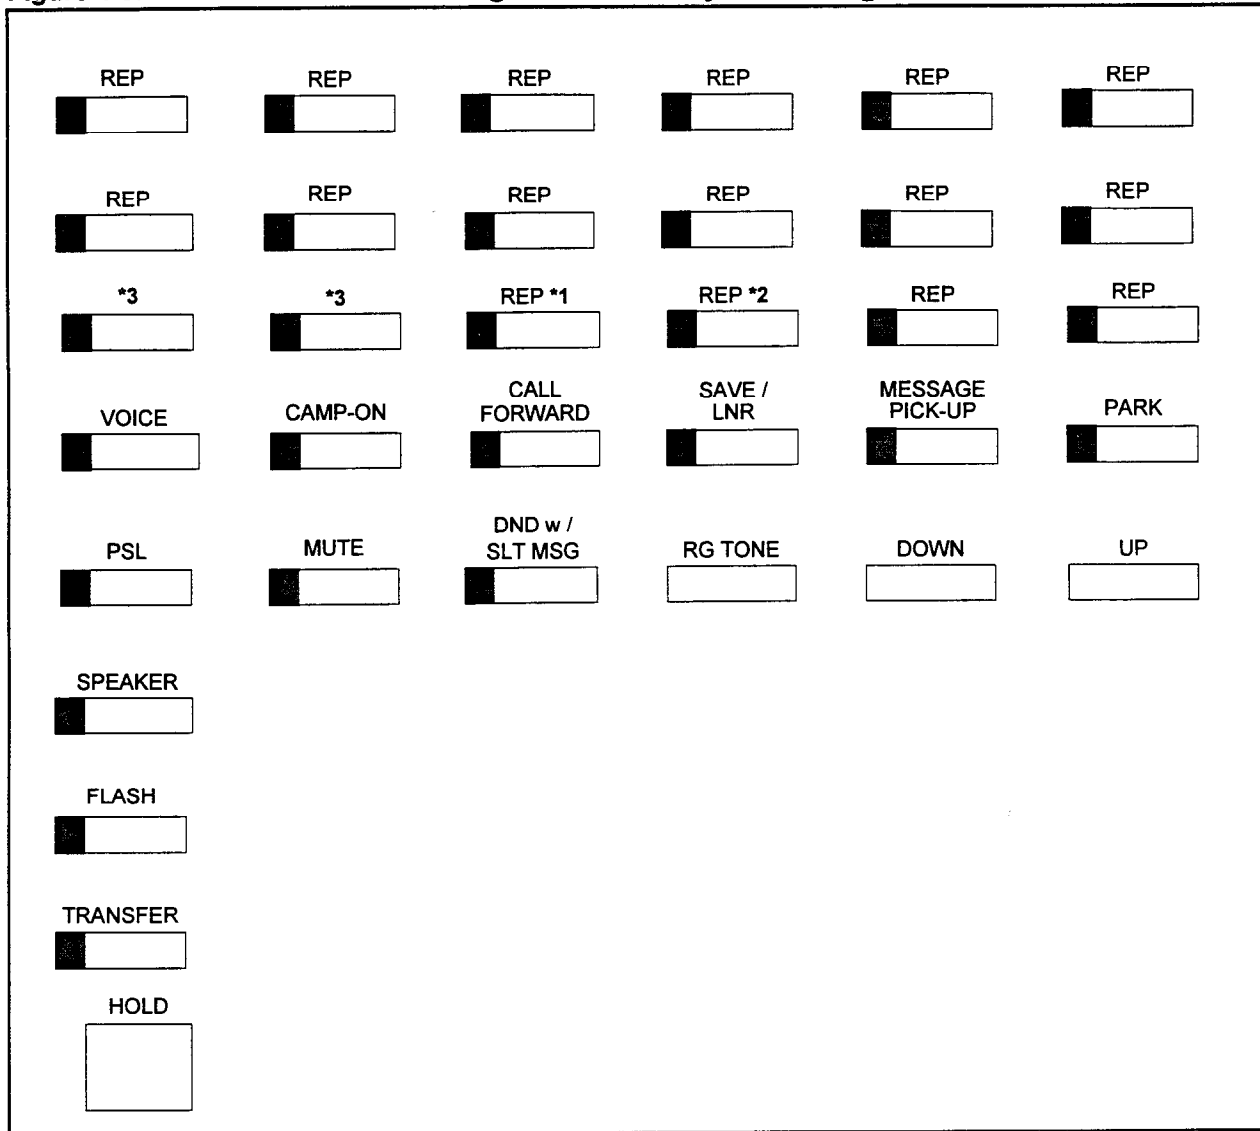 REP REP REP REP REP REP
REP REP REP REP REP REP
*3 *3 REP *1 REP *2 REP REP
VOICE CAMP-ON CALL FORWARD SAVE / LNR MESSAGE PICK-UP PARK
PSL MUTE DND w / SLT MSG RG TONE DOWN UP
SPEAKER
FLASH
TRANSFER
HOLD